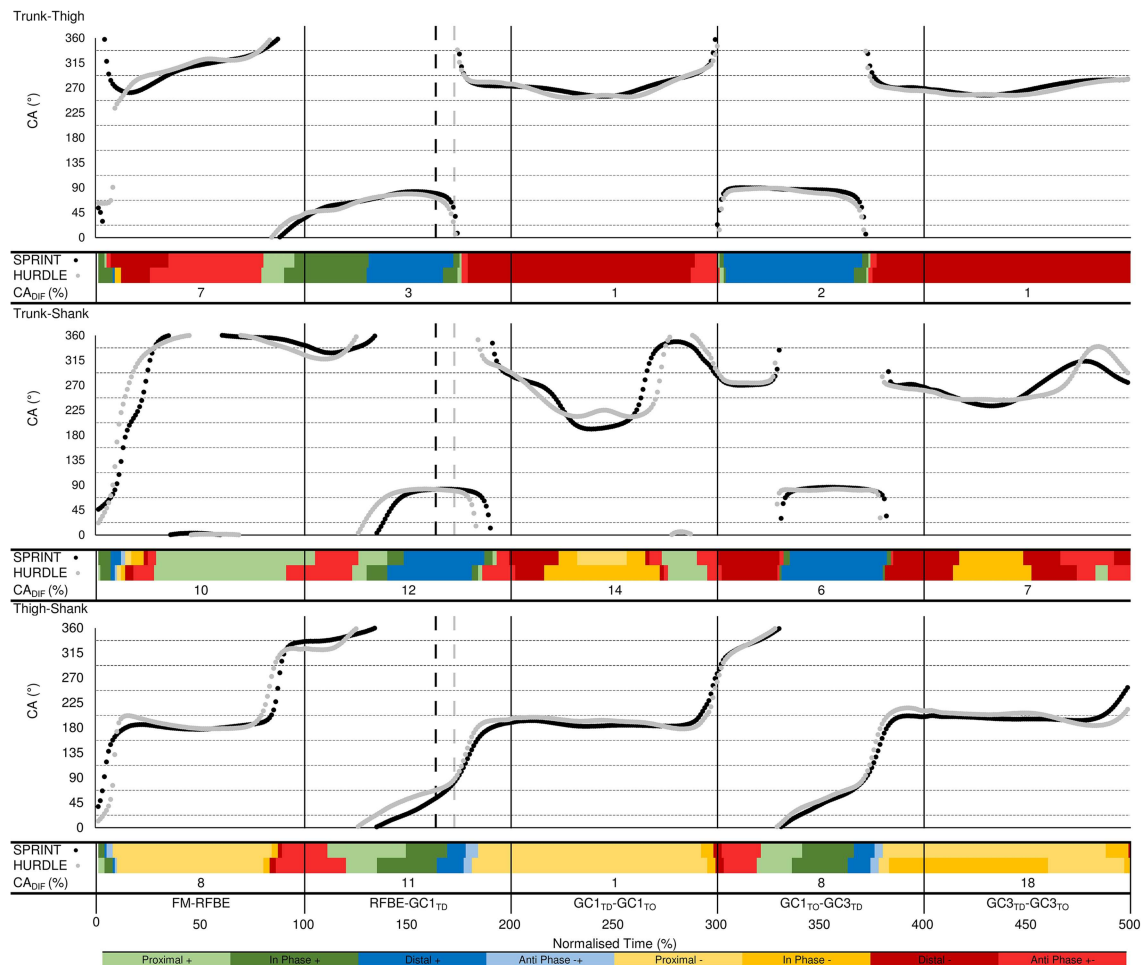 Trunk-Thigh
360
315
270
225
180
135
90
45
0
CA (°)
SPRINT
HURDLE
CA_DIF (%) 7 3 1 2 1
Trunk-Shank
360
315
270
225
180
135
90
45
0
CA (°)
SPRINT
HURDLE
CA_DIF (%) 10 12 14 6 7
Thigh-Shank
360
315
270
225
180
135
90
45
0
CA (°)
SPRINT
HURDLE
CA_DIF (%) 8 11 1 8 18
FM-RFBE RFBE-GC1_TD GC1_TD-GC1_TO GC1_TO-GC3_TD GC3_TD-GC3_TO
0 50 100 150 200 250 300 350 400 450 500
Normalised Time (%)
Proximal + In Phase + Distal + Anti Phase -+ Proximal - In Phase - Distal - Anti Phase +-